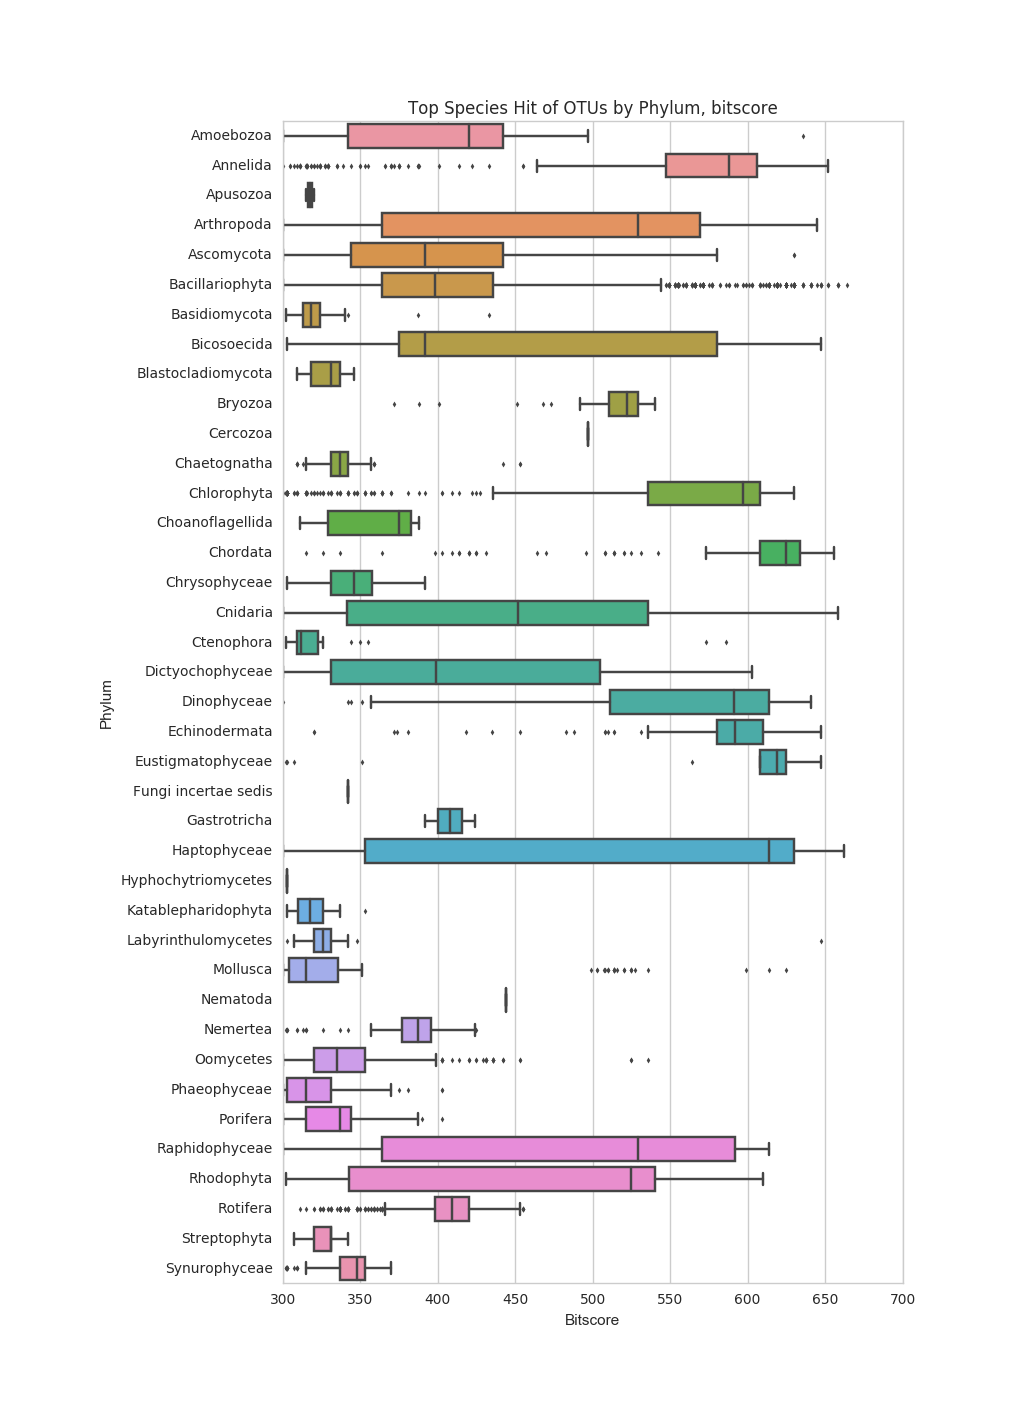 Top Species Hit of OTUs by Phylum, bitscore
Amoebozoa
Annelida
Apusozoa
Arthropoda
Ascomycota
Bacillariophyta
Basidiomycota
Bicosoecida
Blastocladiomycota
Bryozoa
Cercozoa
Chaetognatha
Chlorophyta
Choanoflagellida
Chordata
Chrysophyceae
Cnidaria
Ctenophora
Dictyochophyceae
Dinophyceae
Echinodermata
Eustigmatophyceae
Fungi incertae sedis
Gastrotricha
Haptophyceae
Hyphochytriomycetes
Katablepharidophyta
Labyrinthulomycetes
Mollusca
Nematoda
Nemertea
Oomycetes
Phaeophyceae
Porifera
Raphidophyceae
Rhodophyta
Rotifera
Streptophyta
Synurophyceae
Phylum
300 350 400 450 500 550 600 650 700
Bitscore